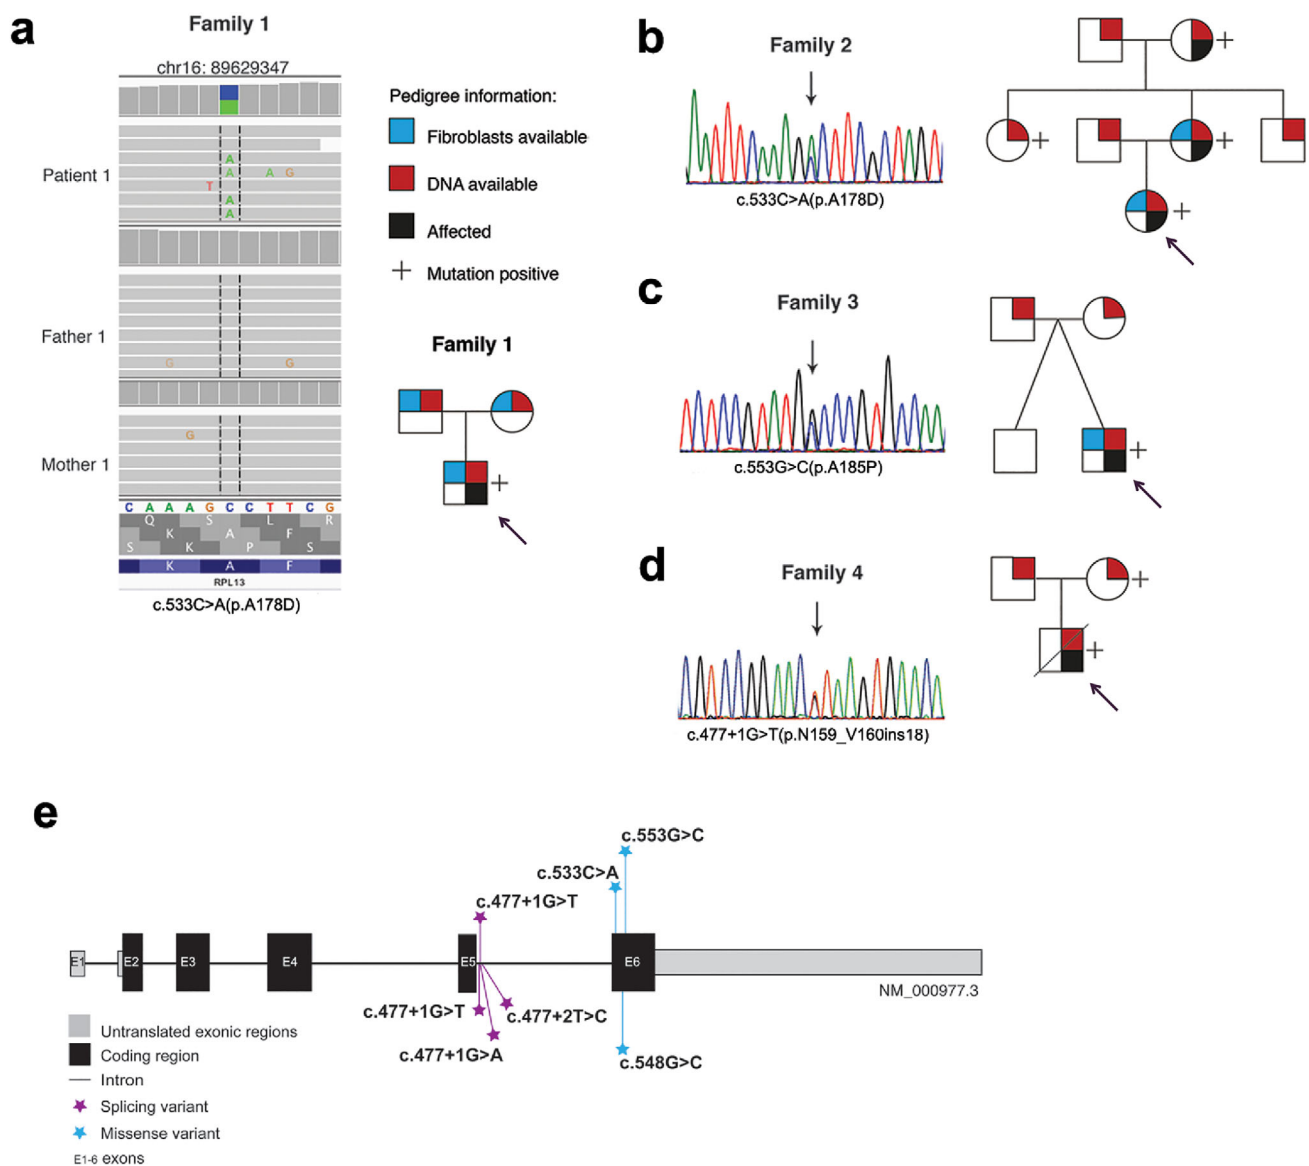 a
Family 1
chr16: 89629347
Patient 1
A
A A G
T
A
A
Father 1
G G
Mother 1
G
C A A A G C C T T C G
Q S L R
K A F
S K P S
K A F
RPL13
c.533C>A(p.A178D)
Pedigree information:
Fibroblasts available
DNA available
Affected
+ Mutation positive
Family 1
+
b
Family 2
c.533C>A(p.A178D)
+
+ +
+
c
Family 3
c.553G>C(p.A185P)
+
d
Family 4
c.477+1G>T(p.N159_V160ins18)
+
+
e
c.553G>C
c.533C>A
c.477+1G>T
E1 E2 E3 E4 E5 E6
NM_000977.3
c.477+1G>T
c.477+2T>C
c.477+1G>A
c.548G>C
Untranslated exonic regions
Coding region
Intron
Splicing variant
Missense variant
E1-6 exons